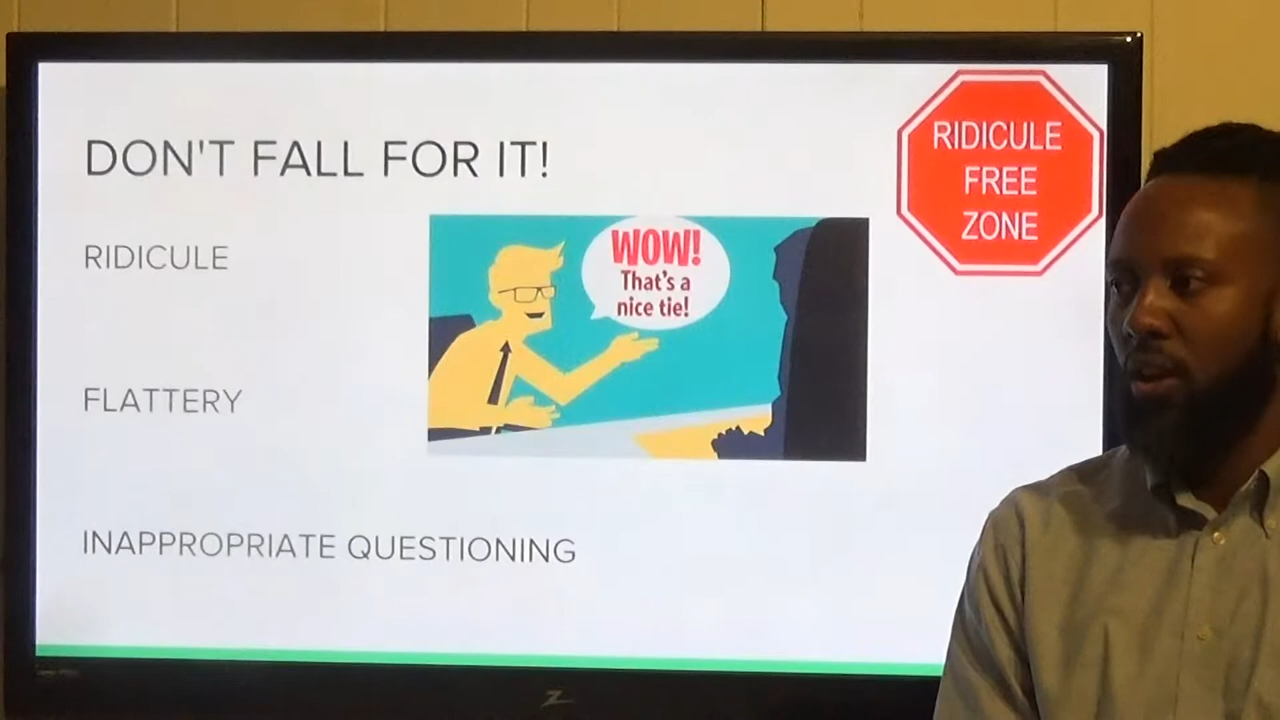 DON'T FALL FOR IT!
RIDICULE
FREE
ZONE
RIDICULE
WOW!
That's a
nice tie!
FLATTERY
INAPPROPRIATE QUESTIONING
Z